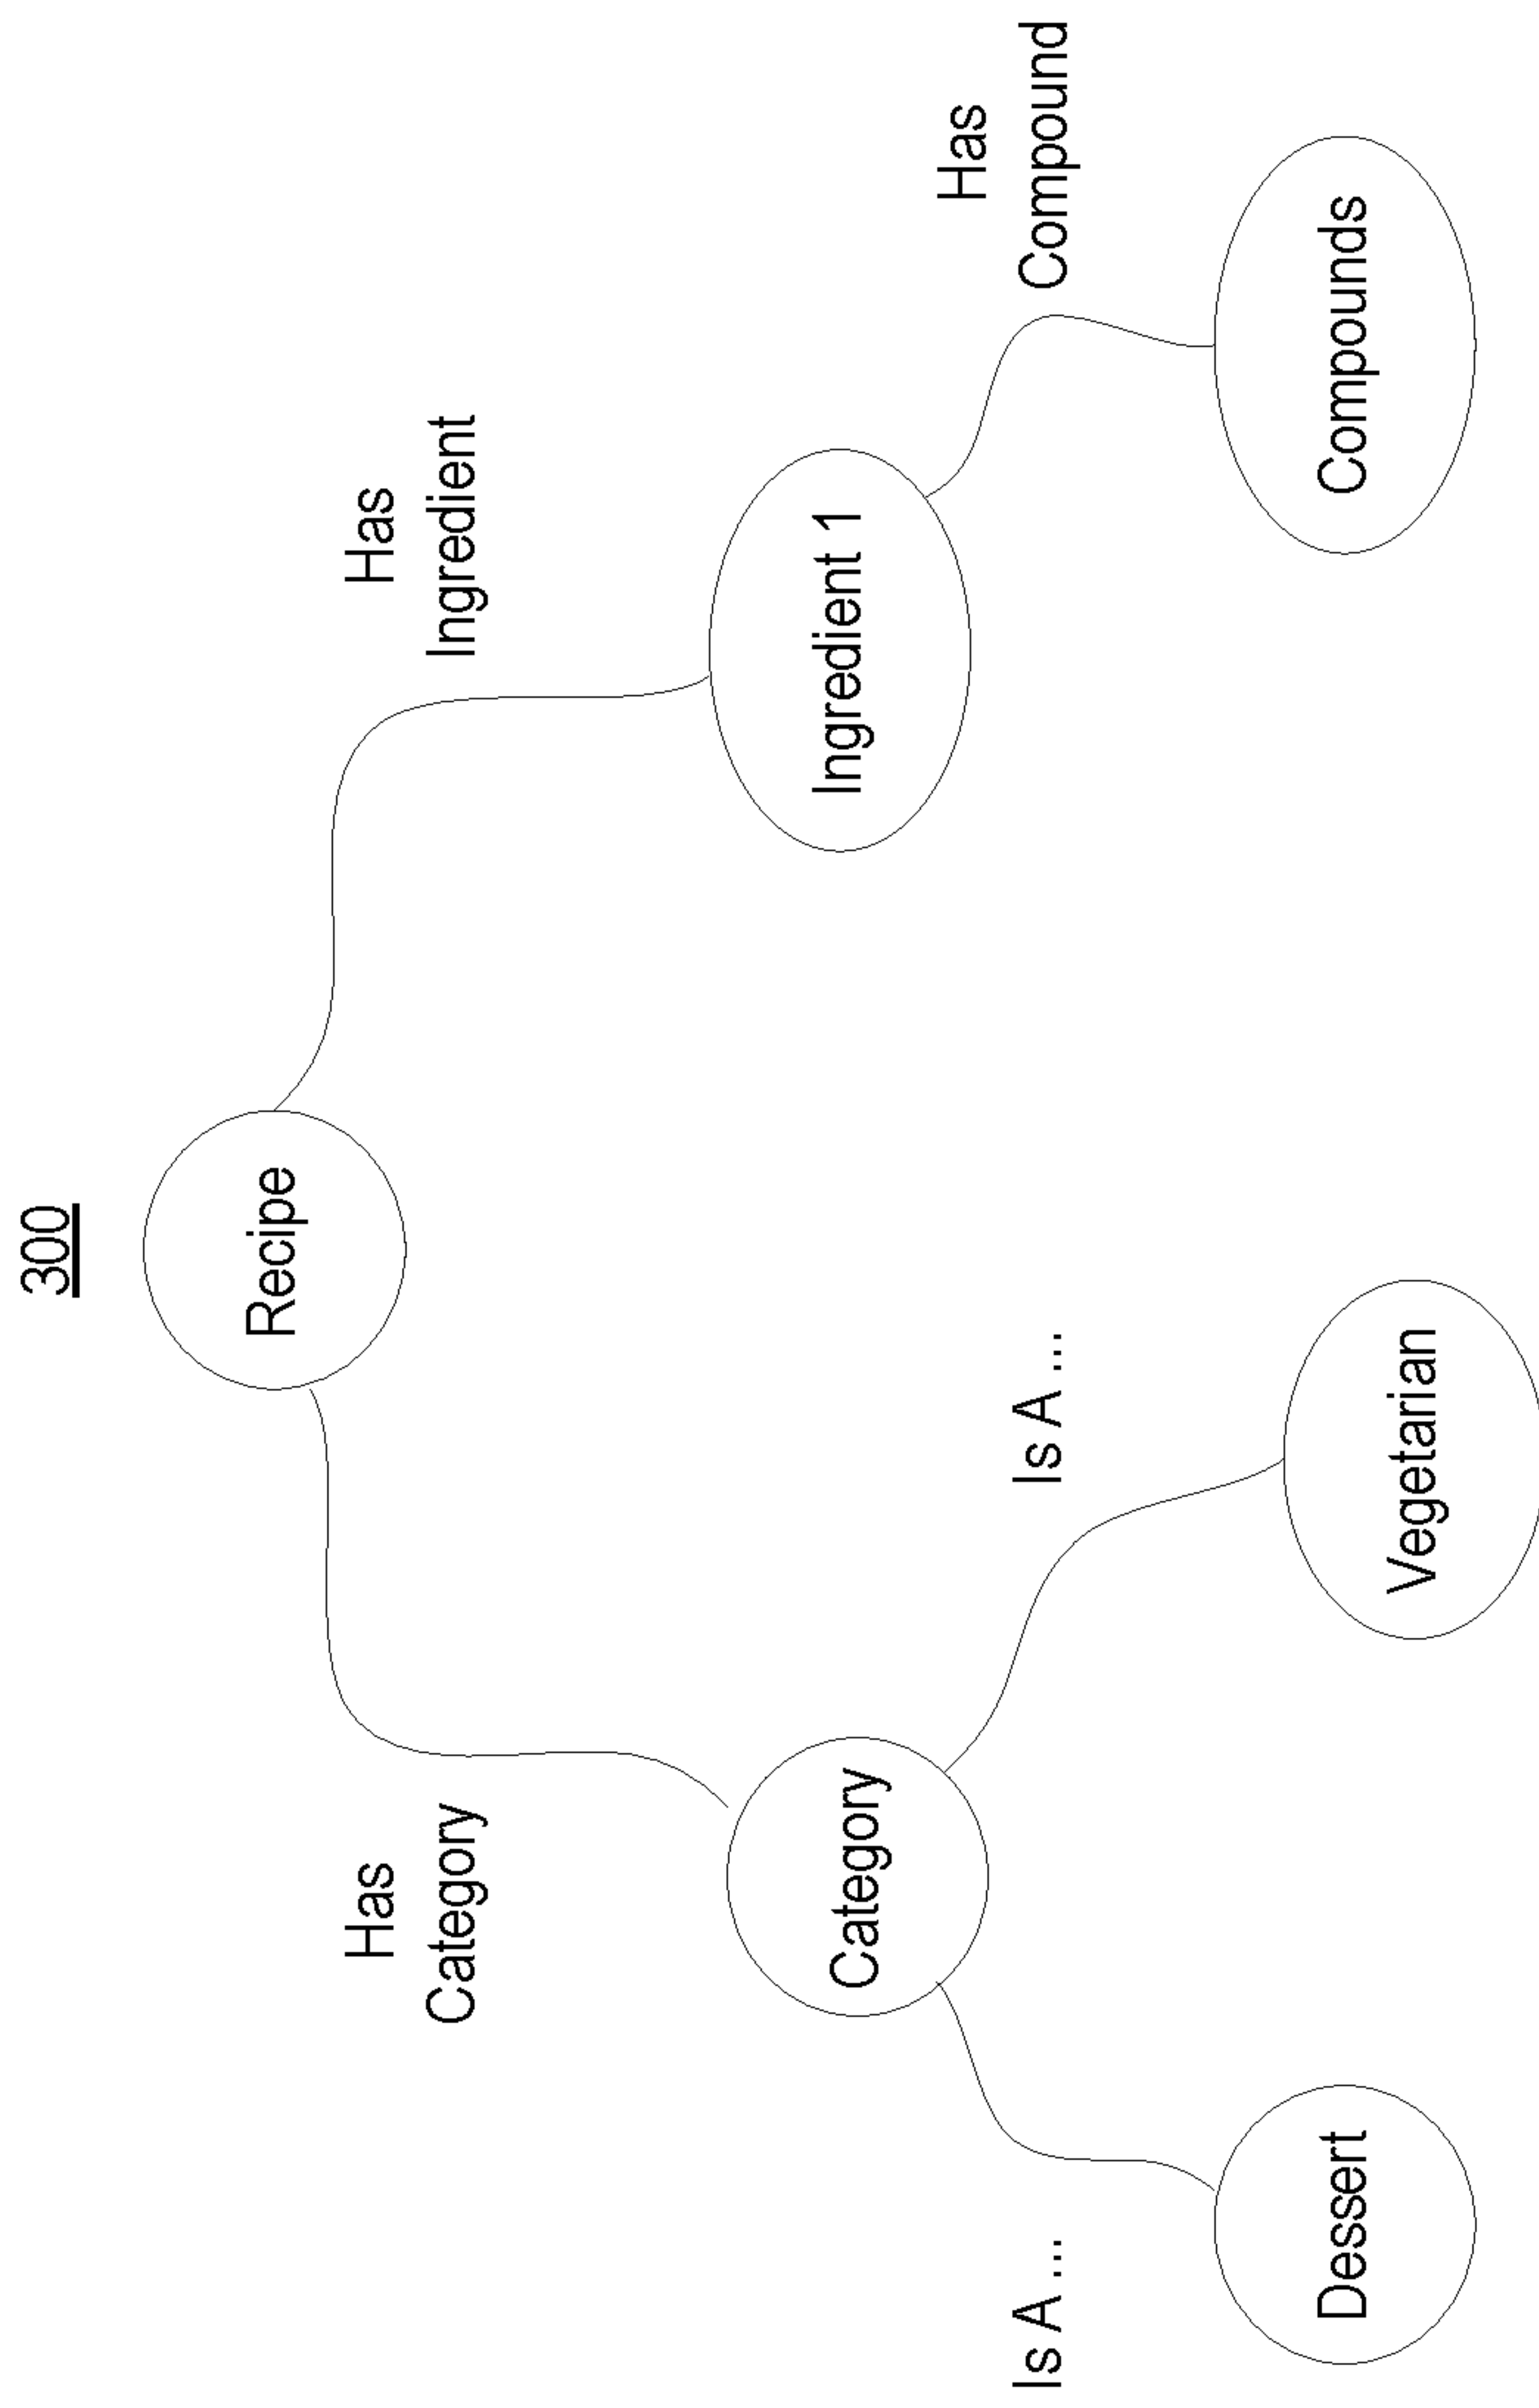 300
Recipe
Has
Category
Has
Ingredient
Category
Ingredient 1
Is A ...
Is A ...
Has
Compound
Dessert
Vegetarian
Compounds